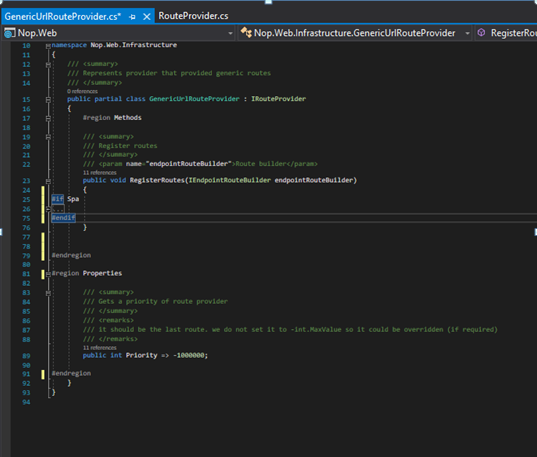 GenericUrlRouteProvider.cs*
RouteProvider.cs
Nop.Web
Nop.Web.Infrastructure.GenericUrlRouteProvider
RegisterRou
10 namespace Nop.Web.Infrastructure
11 {
12 /// <summary>
13 /// Represents provider that provided generic routes
14 /// </summary>
0 references
15 public partial class GenericUrlRouteProvider : IRouteProvider
16 {
17 #region Methods
18
19 /// <summary>
20 /// Register routes
21 /// </summary>
22 /// <param name="endpointRouteBuilder">Route builder</param>
11 references
23 public void RegisterRoutes(IEndpointRouteBuilder endpointRouteBuilder)
24 {
25 #if Spa
26 ...
75 #endif
76 }
77
78
79 #endregion
80
81 #region Properties
82
83 /// <summary>
84 /// Gets a priority of route provider
85 /// </summary>
86 /// <remarks>
87 /// it should be the last route. we do not set it to -int.MaxValue so it could be overridden (if required)
88 /// </remarks>
11 references
89 public int Priority => -1000000;
90
91 #endregion
92 }
93 }
94